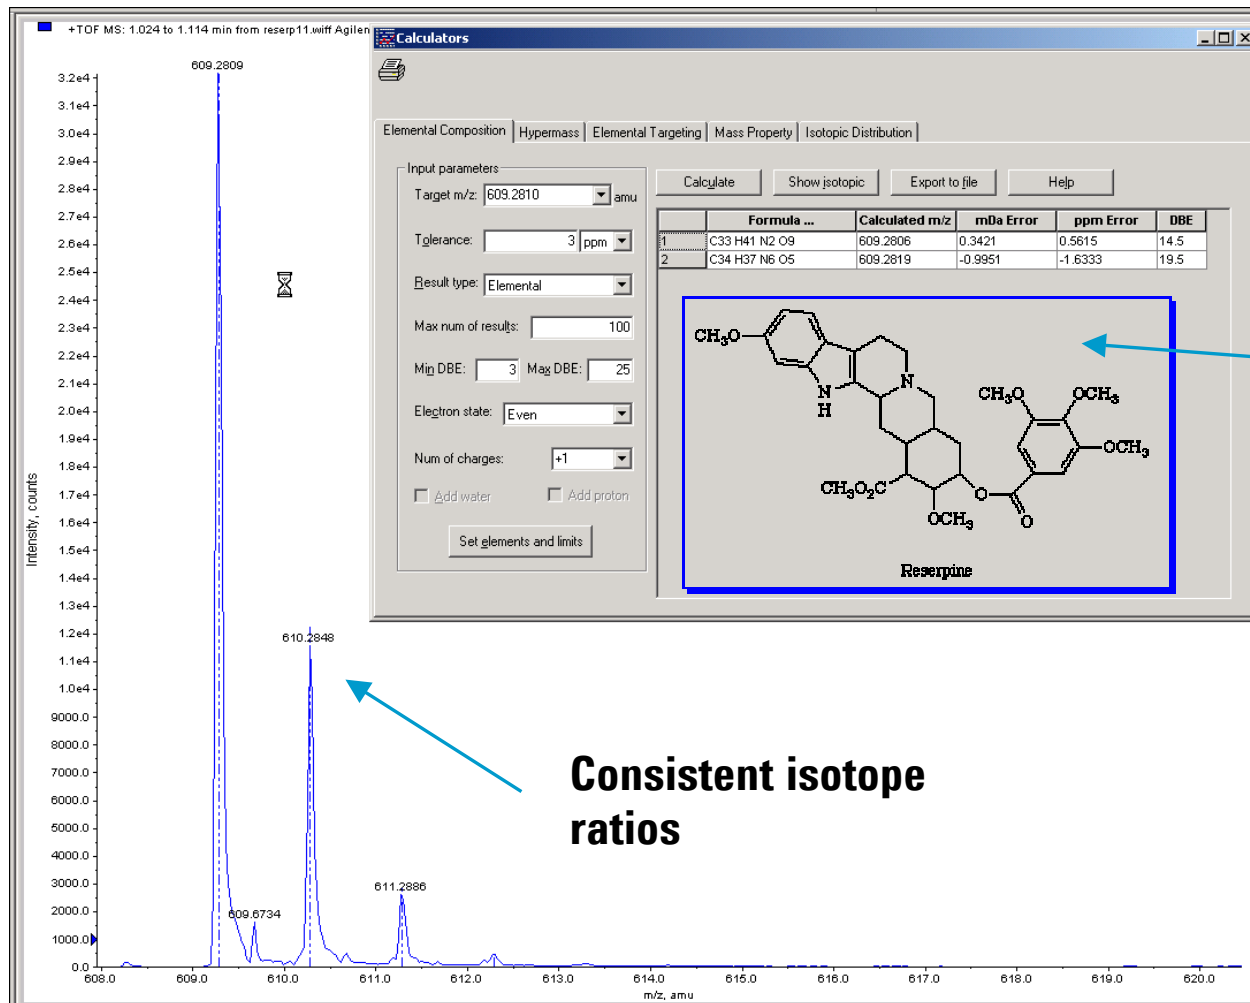 +TOF MS: 1.024 to 1.114 min from reserp11.wiff Agilen
Calculators
Elemental Composition
Hypermass
Elemental Targeting
Mass Property
Isotopic Distribution
Input parameters
Target m/z: 609.2810 amu
Tolerance: 3 ppm
Result type: Elemental
Max num of results: 100
Min DBE: 3 Max DBE: 25
Electron state: Even
Num of charges: +1
Add water Add proton
Set elements and limits
Calculate Show isotopic Export to file Help
Formula ... Calculated m/z mDa Error ppm Error DBE
1 C33 H41 N2 O9 609.2806 0.3421 0.5615 14.5
2 C34 H37 N6 O5 609.2819 -0.9951 -1.6333 19.5
CH3O
N
H
N
CH3O2C
OCH3
O
O
CH3O
OCH3
OCH3
Reserpine
609.2809
609.6734
610.2848
611.2886
Consistent isotope
ratios
Intensity, counts
3.2e4
3.1e4
3.0e4
2.9e4
2.8e4
2.7e4
2.6e4
2.5e4
2.4e4
2.3e4
2.2e4
2.1e4
2.0e4
1.9e4
1.8e4
1.7e4
1.6e4
1.5e4
1.4e4
1.3e4
1.2e4
1.1e4
1.0e4
9000.0
8000.0
7000.0
6000.0
5000.0
4000.0
3000.0
2000.0
1000.0
0.0
608.0 609.0 610.0 611.0 612.0 613.0 614.0 615.0 616.0 617.0 618.0 619.0 620.0
m/z, amu